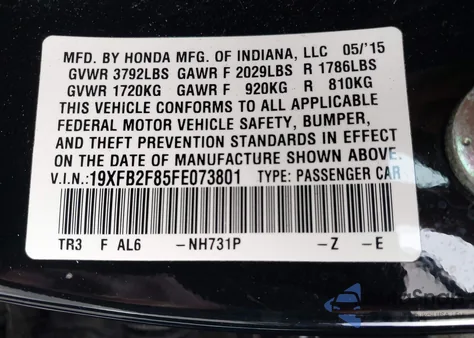 MFD. BY HONDA MFG. OF INDIANA, LLC 05/'15
GVWR 3792LBS GAWR F 2029LBS R 1786LBS
GVWR 1720KG GAWR F 920KG R 810KG
THIS VEHICLE CONFORMS TO ALL APPLICABLE
FEDERAL MOTOR VEHICLE SAFETY, BUMPER,
AND THEFT PREVENTION STANDARDS IN EFFECT
ON THE DATE OF MANUFACTURE SHOWN ABOVE.
V.I.N.: 19XFB2F85FE073801 TYPE: PASSENGER CAR
TR3 F AL6 -NH731P -Z -E